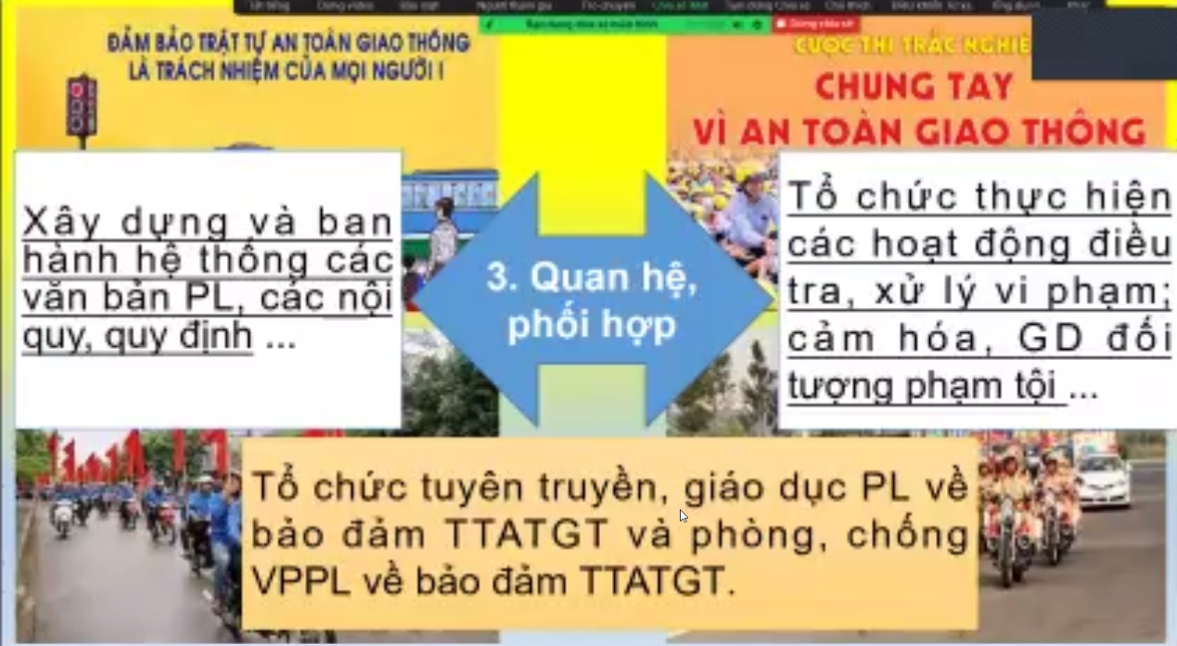 ĐẢM BẢO TRẬT TỰ AN TOÀN GIAO THÔNG
LÀ TRÁCH NHIỆM CỦA MỌI NGƯỜI !
CUỘC THI TRẮC NGHIỆ
CHUNG TAY
VÌ AN TOÀN GIAO THÔNG
Xây dựng và ban
hành hệ thống các
văn bản PL, các nội
quy, quy định ...
3. Quan hệ,
phối hợp
Tổ chức thực hiện
các hoạt động điều
tra, xử lý vi phạm;
cảm hóa, GD đối
tượng phạm tội ...
Tổ chức tuyên truyền, giáo dục PL về
bảo đảm TTATGT và phòng, chống
VPPL về bảo đảm TTATGT.